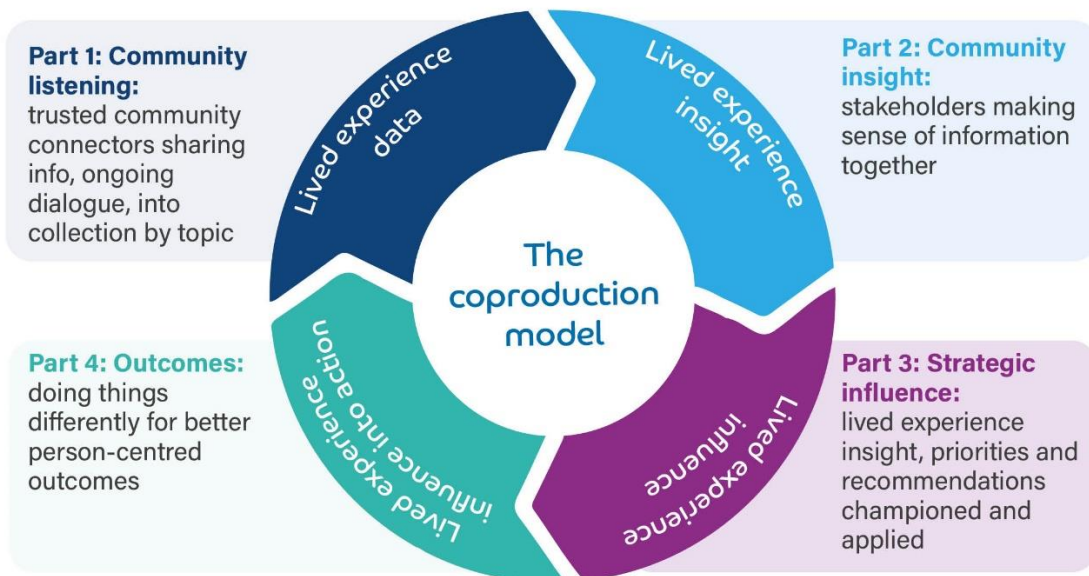 Part 1: Community
listening:
trusted community
connectors sharing
info, ongoing
dialogue, into
collection by topic
Lived experience
data
Lived experience
insight
Part 2: Community
insight:
stakeholders making
sense of information
together
The
coproduction
model
Part 4: Outcomes:
doing things
differently for better
person-centred
outcomes
Lived experience
influence into action
Lived experience
influence
Part 3: Strategic
influence:
lived experience
insight, priorities and
recommendations
championed and
applied